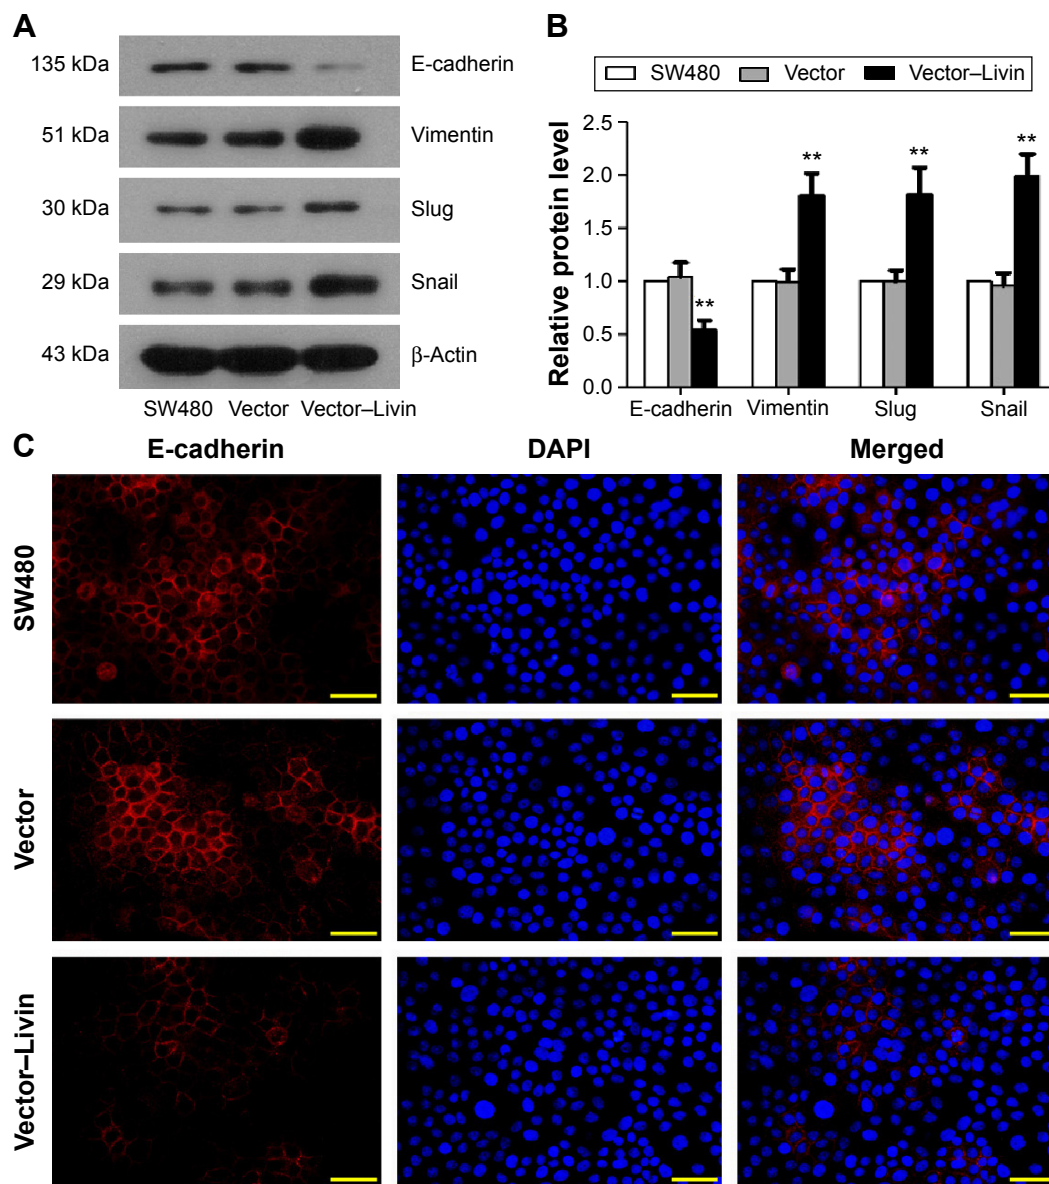 A
135 kDa
E-cadherin
51 kDa
Vimentin
30 kDa
Slug
29 kDa
Snail
43 kDa
β-Actin
SW480 Vector Vector–Livin
B
SW480 Vector Vector–Livin
Relative protein level
2.5
2.0
1.5
1.0
0.5
0.0
**
**
**
**
E-cadherin Vimentin Slug Snail
C
E-cadherin DAPI Merged
SW480
Vector
Vector–Livin